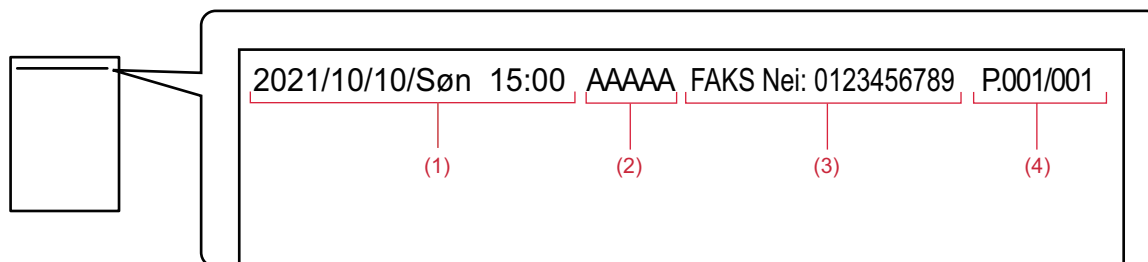 2021/10/10/Søn 15:00 AAAAA FAKS Nei: 0123456789 P.001/001
(1) (2) (3) (4)